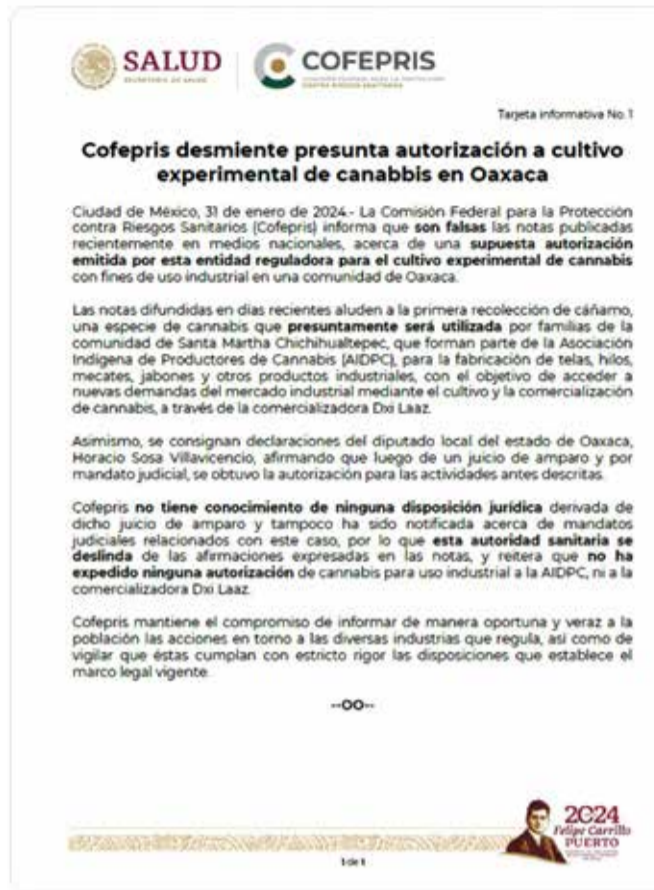 SALUD
SECRETARÍA DE SALUD
COFEPRIS
COMISIÓN FEDERAL PARA LA PROTECCIÓN
CONTRA RIESGOS SANITARIOS
Tarjeta informativa No. 1
Cofepris desmiente presunta autorización a cultivo
experimental de canabbis en Oaxaca
Ciudad de México, 31 de enero de 2024.- La Comisión Federal para la Protección
contra Riesgos Sanitarios (Cofepris) informa que son falsas las notas publicadas
recientemente en medios nacionales, acerca de una supuesta autorización
emitida por esta entidad reguladora para el cultivo experimental de cannabis
con fines de uso industrial en una comunidad de Oaxaca.
Las notas difundidas en días recientes aluden a la primera recolección de cáñamo,
una especie de cannabis que presuntamente será utilizada por familias de la
comunidad de Santa Martha Chichihualtepec, que forman parte de la Asociación
Indígena de Productores de Cannabis (AIDPC), para la fabricación de telas, hilos,
mecates, jabones y otros productos industriales, con el objetivo de acceder a
nuevas demandas del mercado industrial mediante el cultivo y la comercialización
de cannabis, a través de la comercializadora Dxi Laaz.
Asimismo, se consignan declaraciones del diputado local del estado de Oaxaca,
Horacio Sosa Villavicencio, afirmando que luego de un juicio de amparo y por
mandato judicial, se obtuvo la autorización para las actividades antes descritas.
Cofepris no tiene conocimiento de ninguna disposición jurídica derivada de
dicho juicio de amparo y tampoco ha sido notificada acerca de mandatos
judiciales relacionados con este caso, por lo que esta autoridad sanitaria se
deslinda de las afirmaciones expresadas en las notas, y reitera que no ha
expedido ninguna autorización de cannabis para uso industrial a la AIDPC, ni a la
comercializadora Dxi Laaz.
Cofepris mantiene el compromiso de informar de manera oportuna y veraz a la
población las acciones en torno a las diversas industrias que regula, así como de
vigilar que éstas cumplan con estricto rigor las disposiciones que establece el
marco legal vigente.
--OO--
2024
Felipe Carrillo
PUERTO
1 de 1